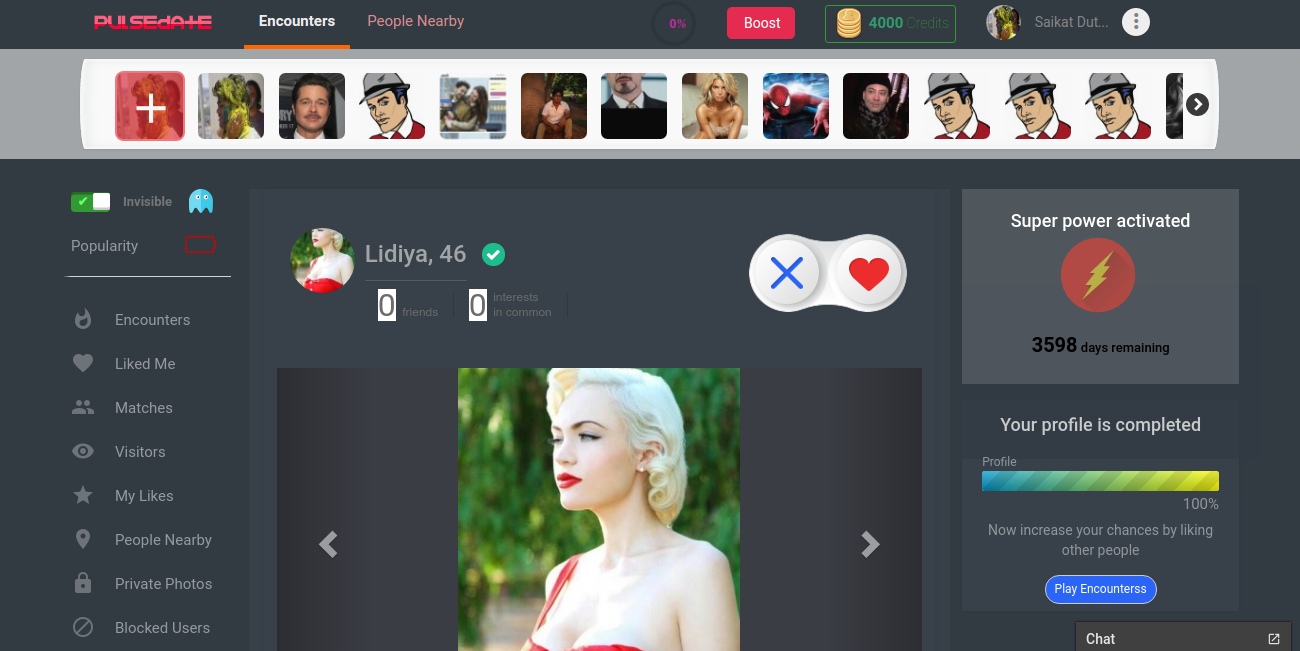 PULSEDATE
Encounters
People Nearby
0%
Boost
4000 Credits
Saikat Dut...
Invisible
Popularity
Encounters
Liked Me
Matches
Visitors
My Likes
People Nearby
Private Photos
Blocked Users
Lidiya, 46
0 friends
0 interests
in common
Super power activated
3598 days remaining
Your profile is completed
Profile
100%
Now increase your chances by liking
other people
Play Encounterss
Chat